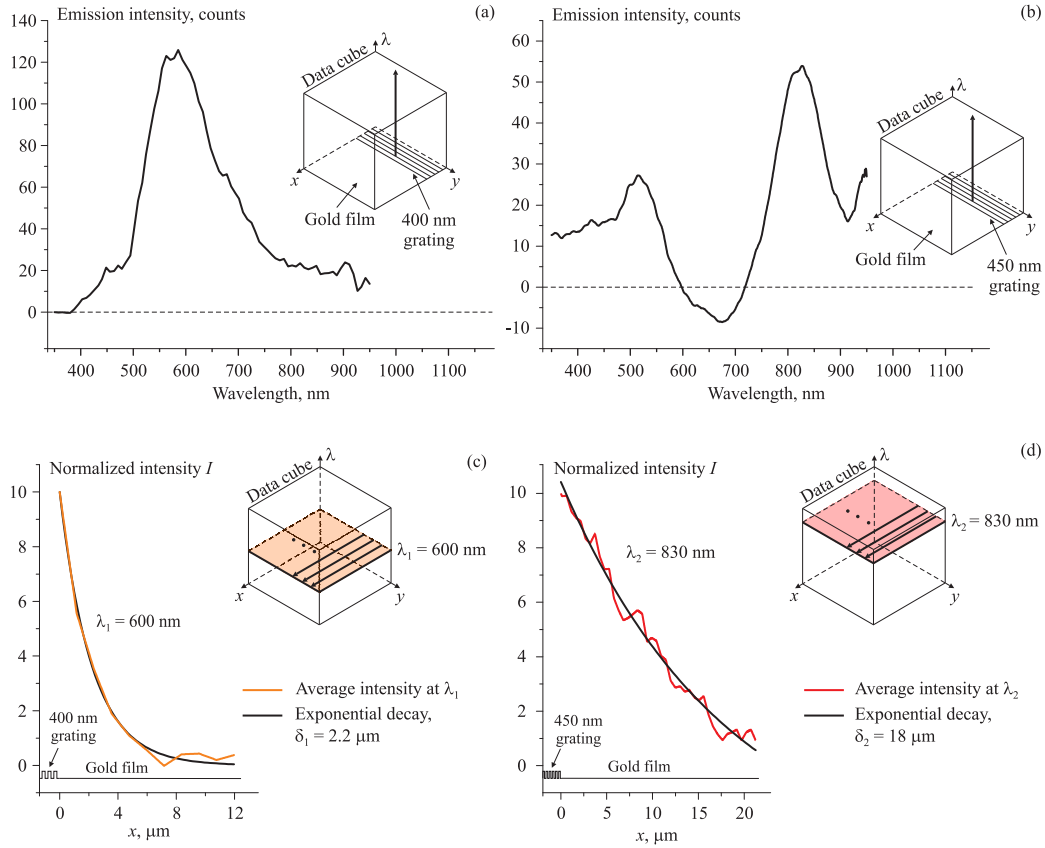 Emission intensity, counts
(a)
140
120
100
80
60
40
20
0
400 500 600 700 800 900 1000 1100
Wavelength, nm
Data cube
λ
x
y
Gold film
400 nm
grating
Emission intensity, counts
(b)
60
50
40
30
20
10
0
-10
400 500 600 700 800 900 1000 1100
Wavelength, nm
Data cube
λ
x
y
Gold film
450 nm
grating
Normalized intensity I
(c)
10
8
6
4
2
0
0 4 8 12
x, μm
Data cube
λ
λ1 = 600 nm
x
y
λ1 = 600 nm
Average intensity at λ1
Exponential decay,
δ1 = 2.2 μm
400 nm
grating
Gold film
Normalized intensity I
(d)
10
8
6
4
2
0
0 5 10 15 20
x, μm
Data cube
λ
λ2 = 830 nm
x
y
λ2 = 830 nm
Average intensity at λ2
Exponential decay,
δ2 = 18 μm
450 nm
grating
Gold film